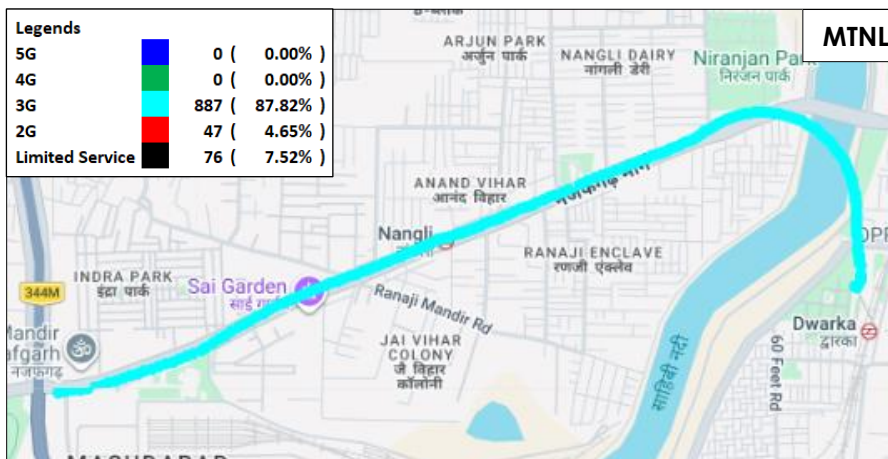 Legends
5G 0 ( 0.00% )
4G 0 ( 0.00% )
3G 887 ( 87.82% )
2G 47 ( 4.65% )
Limited Service 76 ( 7.52% )
MTNL
ARJUN PARK
अर्जुन पार्क
NANGLI DAIRY
नांगली डेरी
Niranjan Park
निरंजन पार्क
ANAND VIHAR
आनंद विहार
Nangli
RANAJI ENCLAVE
रणजी एंक्लेव
INDRA PARK
इंद्रा पार्क
344M
Sai Garden
साई
Ranaji Mandir Rd
Mandir
afgarh
नजफगढ़
JAI VIHAR
COLONY
जै विहार
कॉलोनी
साहिबी नदी
60 Feet Rd
Dwarka
द्वारका